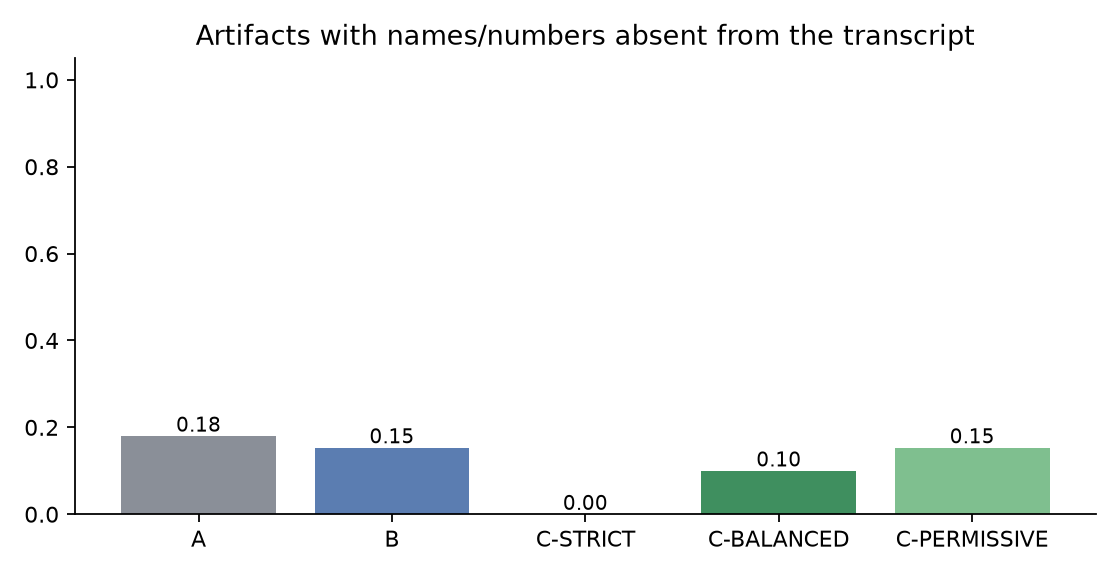 Artifacts with names/numbers absent from the transcript
1.0
0.8
0.6
0.4
0.2
0.0
0.18
0.15
0.00
0.10
0.15
A
B
C-STRICT
C-BALANCED
C-PERMISSIVE